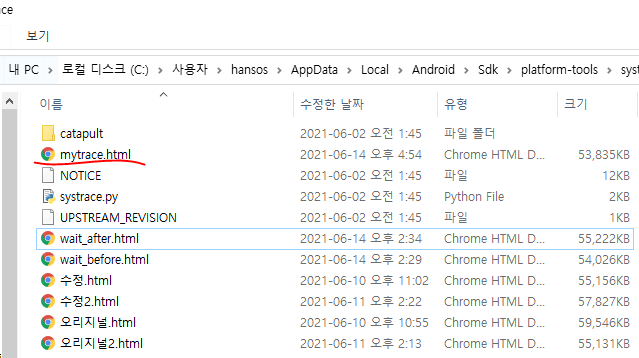 ace
보기
내 PC > 로컬 디스크 (C:) > 사용자 > hansos > AppData > Local > Android > Sdk > platform-tools > syst
이름 수정한 날짜 유형 크기
catapult 2021-06-02 오전 1:45 파일 폴더
mytrace.html 2021-06-14 오후 4:54 Chrome HTML D... 53,835KB
NOTICE 2021-06-02 오전 1:45 파일 12KB
systrace.py 2021-06-02 오전 1:45 Python File 2KB
UPSTREAM_REVISION 2021-06-02 오전 1:45 파일 1KB
wait_after.html 2021-06-14 오후 2:34 Chrome HTML D... 55,222KB
wait_before.html 2021-06-14 오후 2:29 Chrome HTML D... 54,026KB
수정.html 2021-06-10 오후 11:02 Chrome HTML D... 55,156KB
수정2.html 2021-06-11 오후 2:22 Chrome HTML D... 57,827KB
오리지널.html 2021-06-10 오후 10:55 Chrome HTML D... 59,546KB
오리지널2.html 2021-06-11 오후 2:13 Chrome HTML D... 55,131KB